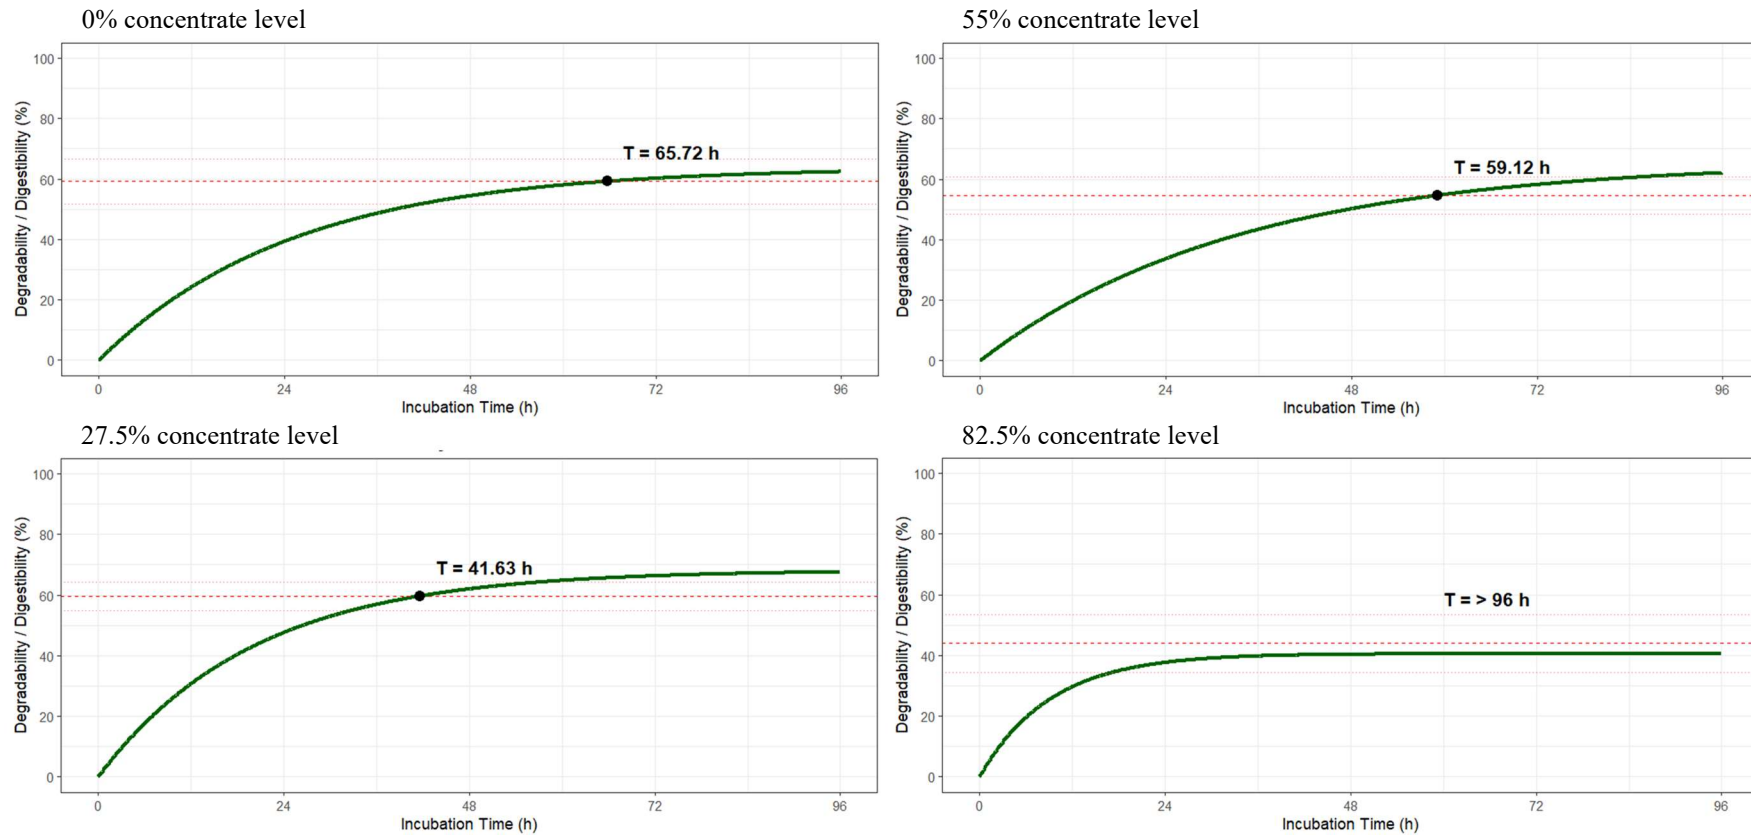 0% concentrate level
Degradability / Digestibility (%)
100
80
60
40
20
0
T = 65.72 h
0 24 48 72 96
Incubation Time (h)
55% concentrate level
Degradability / Digestibility (%)
100
80
60
40
20
0
T = 59.12 h
0 24 48 72 96
Incubation Time (h)
27.5% concentrate level
Degradability / Digestibility (%)
100
80
60
40
20
0
T = 41.63 h
0 24 48 72 96
Incubation Time (h)
82.5% concentrate level
Degradability / Digestibility (%)
100
80
60
40
20
0
T = > 96 h
0 24 48 72 96
Incubation Time (h)